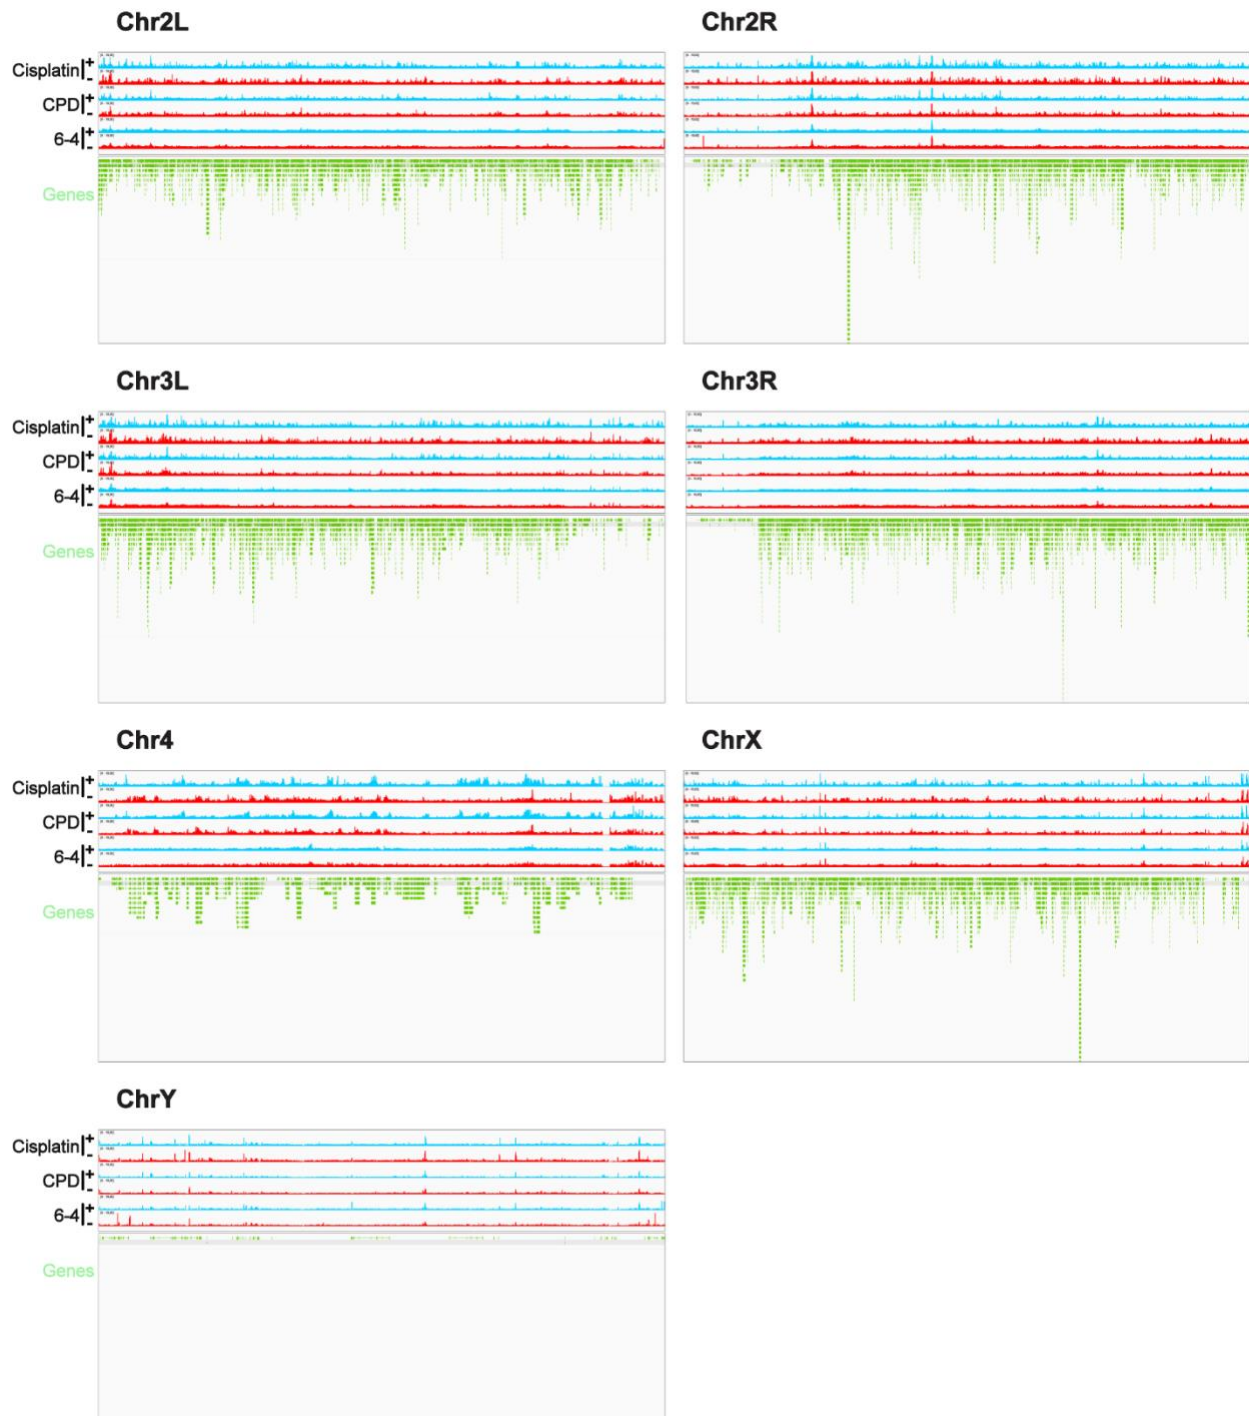 Chr2L Chr2R
Cisplatin + -
CPD + -
6-4 + -
Genes
Chr3L Chr3R
Cisplatin + -
CPD + -
6-4 + -
Genes
Chr4 ChrX
Cisplatin + -
CPD + -
6-4 + -
Genes
ChrY
Cisplatin + -
CPD + -
6-4 + -
Genes